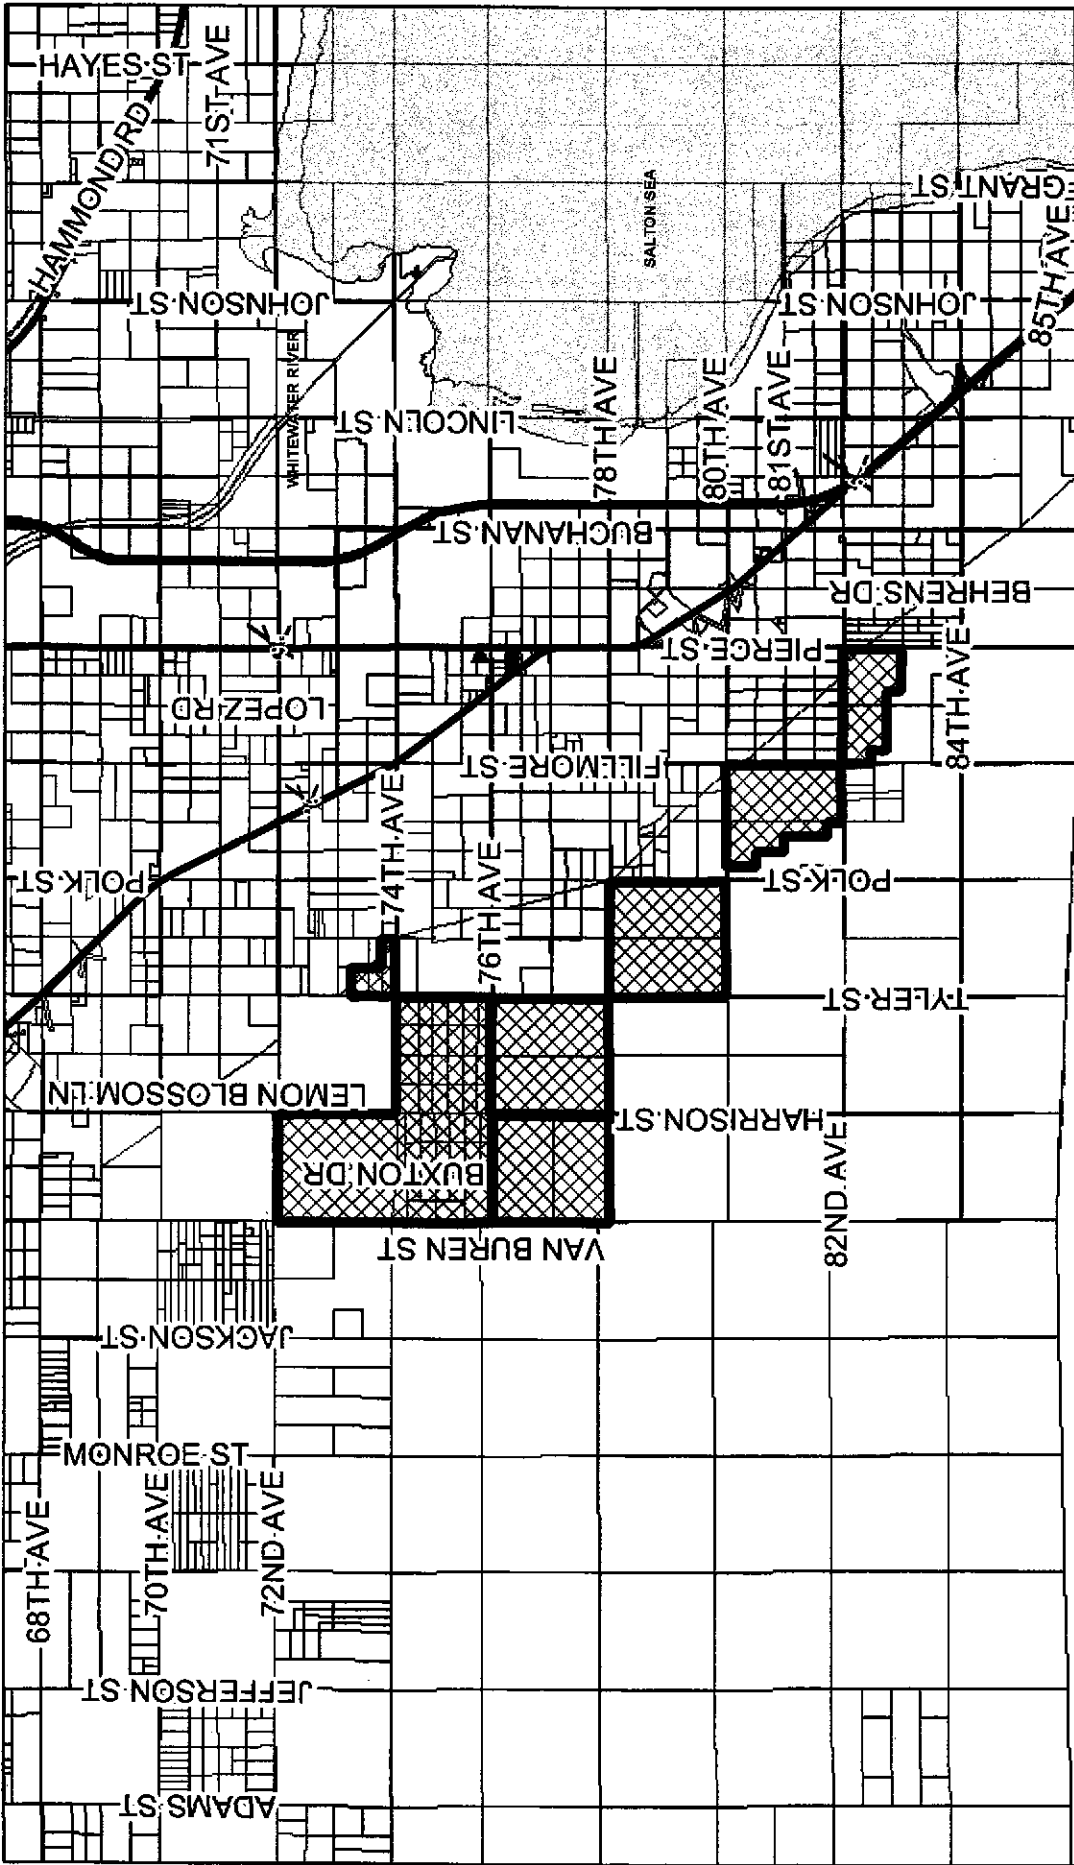 HAYES ST
71ST AVE
HAMMOND RD
GRANT ST
SALTON SEA
85TH AVE
JOHNSON ST
JOHNSON ST
WHITEWATER RIVER
LINCOLN ST
78TH AVE
80TH AVE
81ST AVE
BUCHANAN ST
BEHRENS DR
PIERCE ST
LOPEZ RD
84TH AVE
FILLMORE ST
74TH AVE
POLK ST
POLK ST
76TH AVE
TYLER ST
LEMON BLOSSOM LN
HARRISON ST
BUXTON DR
82ND AVE
VAN BUREN ST
JACKSON ST
MONROE ST
68TH AVE
70TH AVE
72ND AVE
JEFFERSON ST
ADAMS ST